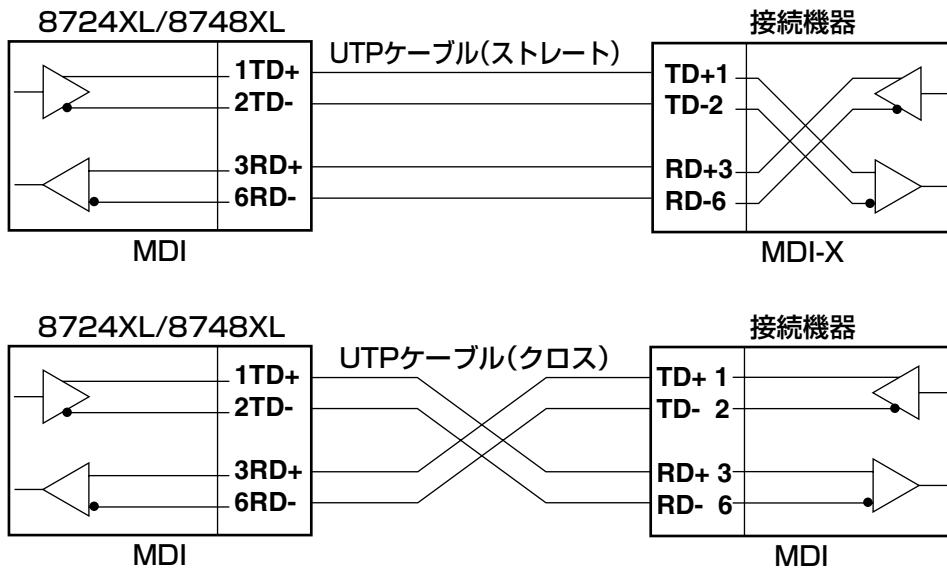 8724XL/8748XL
接続機器
UTPケーブル(ストレート)
1TD+
2TD-
3RD+
6RD-
TD+1
TD-2
RD+3
RD-6
MDI
MDI-X
8724XL/8748XL
接続機器
UTPケーブル(クロス)
1TD+
2TD-
3RD+
6RD-
TD+ 1
TD- 2
RD+ 3
RD- 6
MDI
MDI